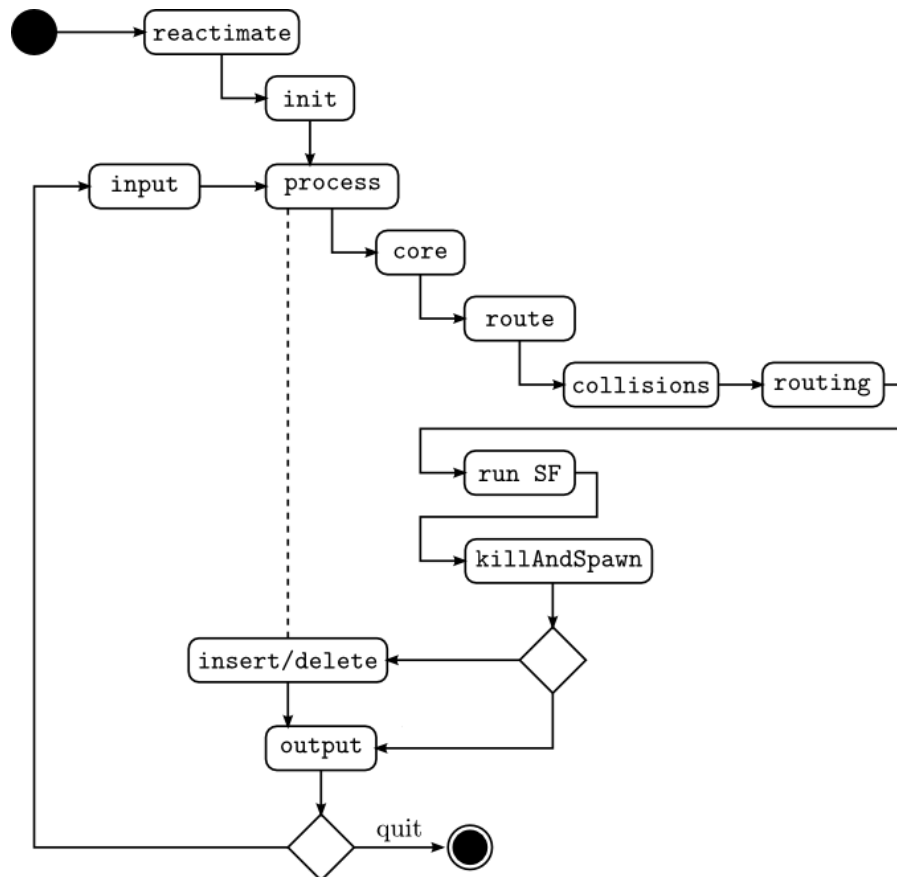 reactimate
init
input
process
core
route
collisions
routing
run SF
killAndSpawn
insert/delete
output
quit